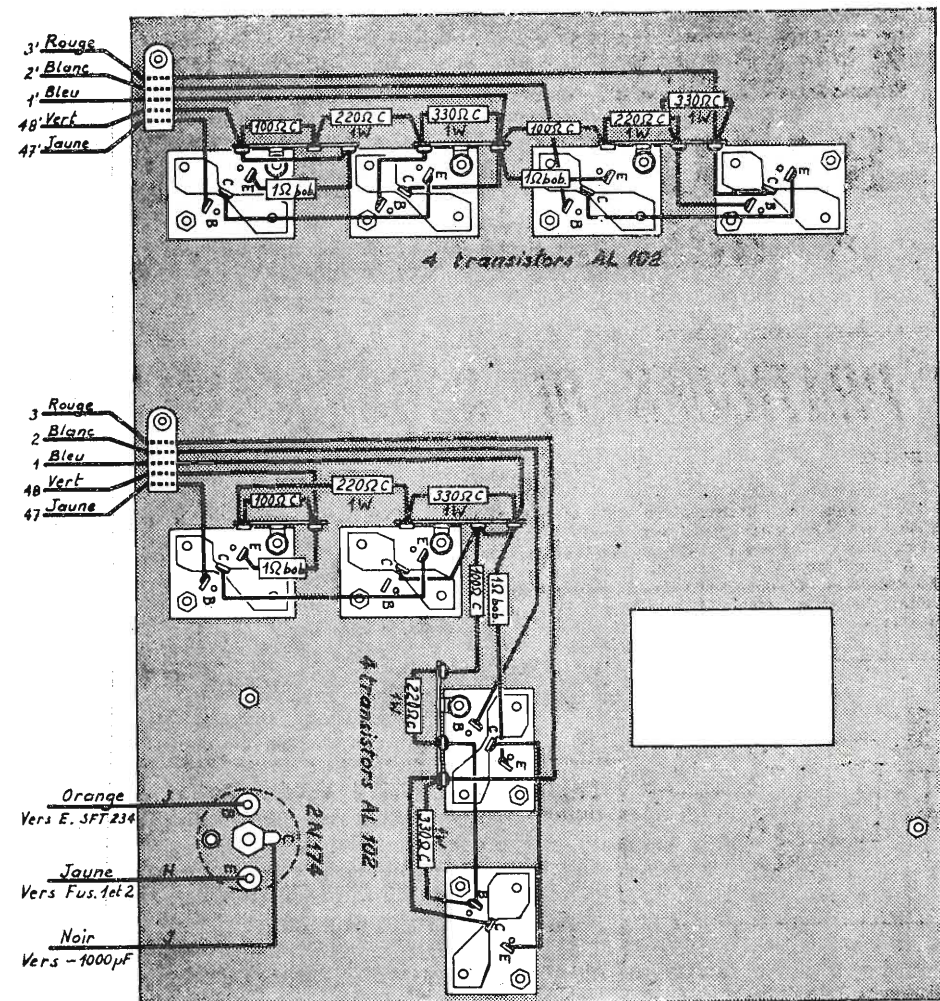 3' Rouge
2' Blanc
1' Bleu
48' Vert
47' Jaune
100Ω C
220Ω C
1W
330Ω C
1W
100Ω C
220Ω C
1W
330Ω C
1W
E
1Ω bob.
C
B
E
C
B
1Ω bob.
E
C
B
E
C
B
4 transistors AL 102
3 Rouge
2 Blanc
1 Bleu
48 Vert
47 Jaune
100Ω C
220Ω C
1W
330Ω C
1W
E
1Ω bob.
C
B
E
C
B
100Ω C
1Ω bob.
220Ω C
1W
B
C
E
4 transistors AL 102
330Ω C
1W
B
C
E
Orange J
Vers E. SFT 234
B
C
E
2N174
Jaune H
Vers Fus. 1 et 2
Noir
Vers - 1000µF